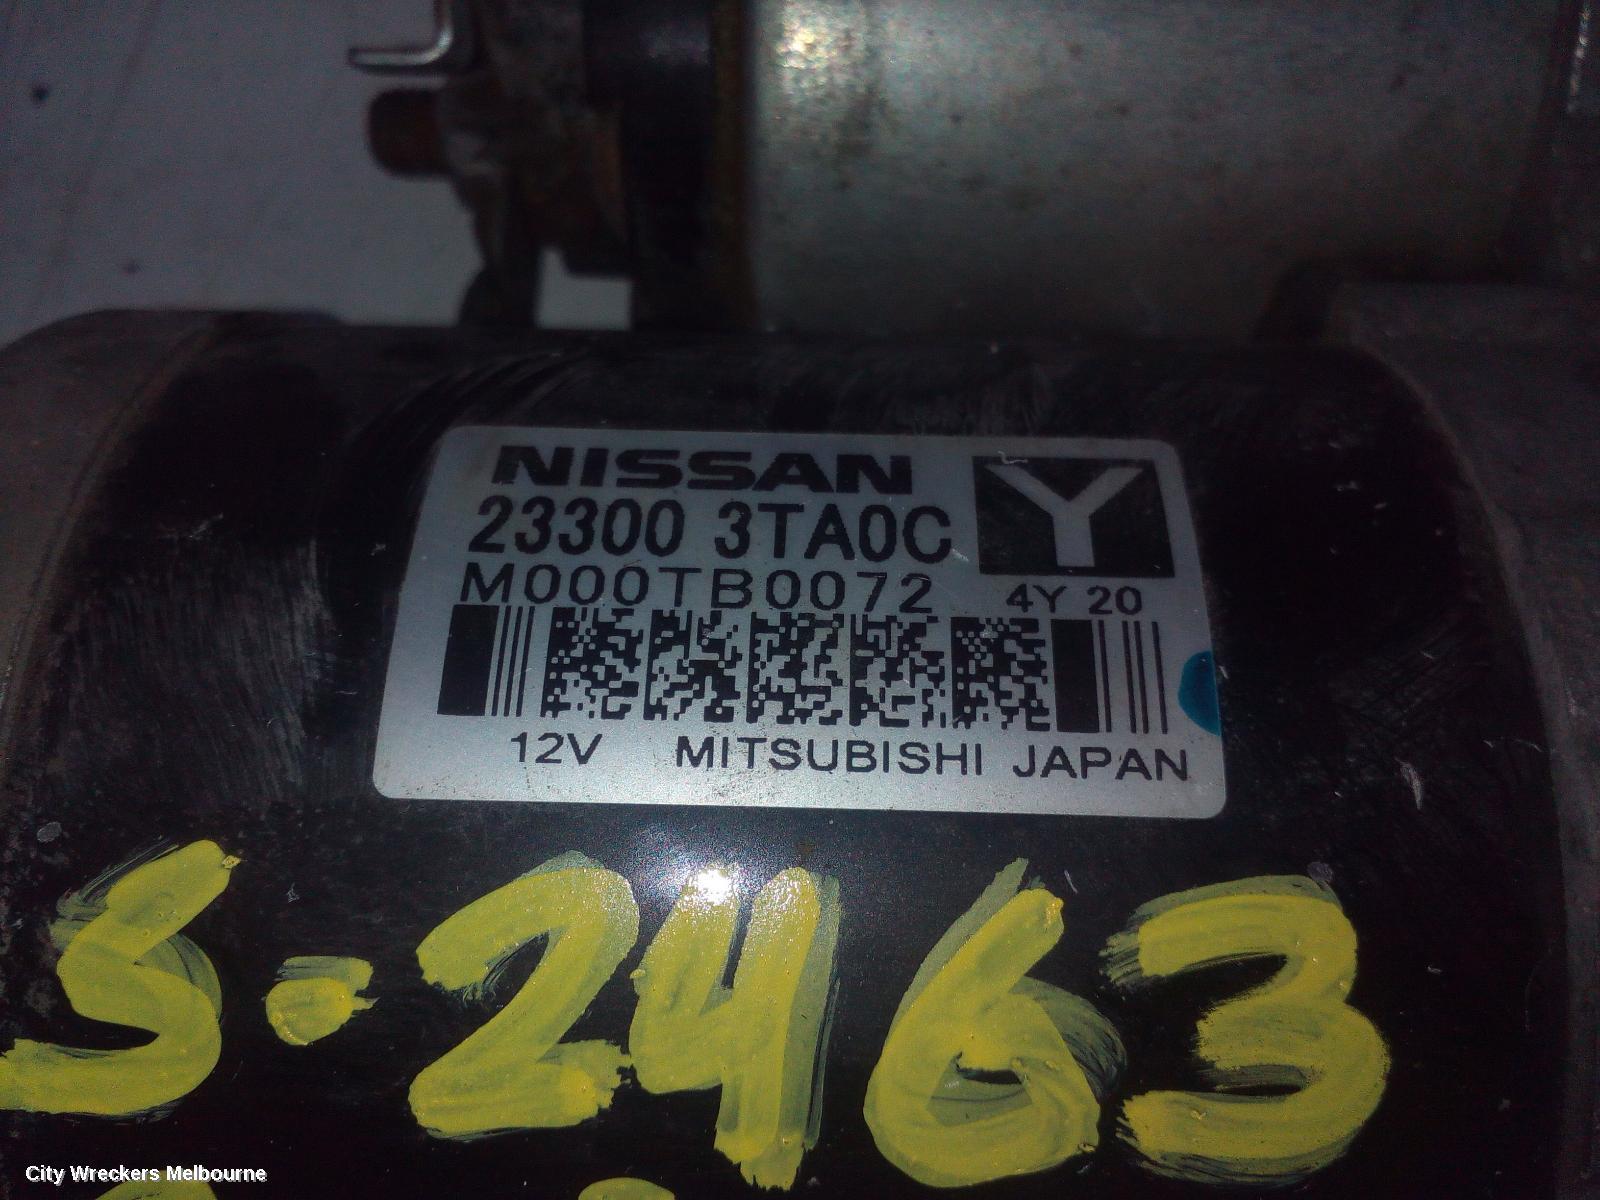 NISSAN
Y
23300 3TA0C
M000TB0072
4Y 20
12V MITSUBISHI JAPAN
S-2463
City Wreckers Melbourne